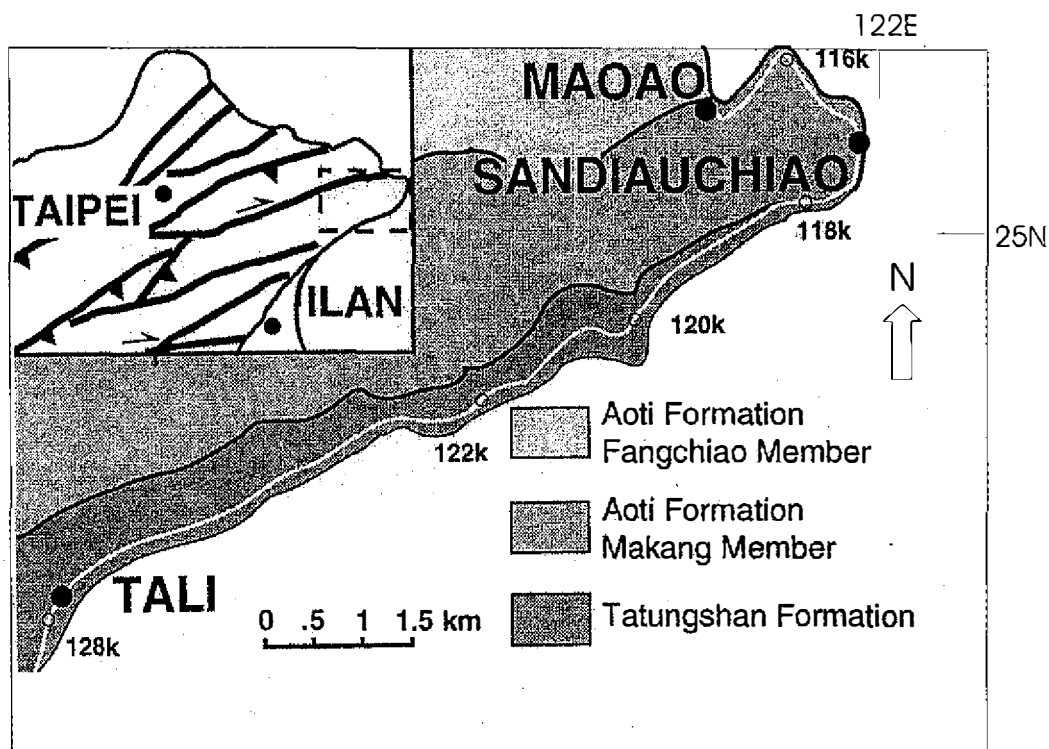 122E
116k
MAOAO
SANDIAUCHIAO
TAIPEI
118k
25N
ILAN
N
120k
Aoti Formation
Fangchiao Member
122k
Aoti Formation
Makang Member
TALI
0 .5 1 1.5 km
Tatungshan Formation
128k